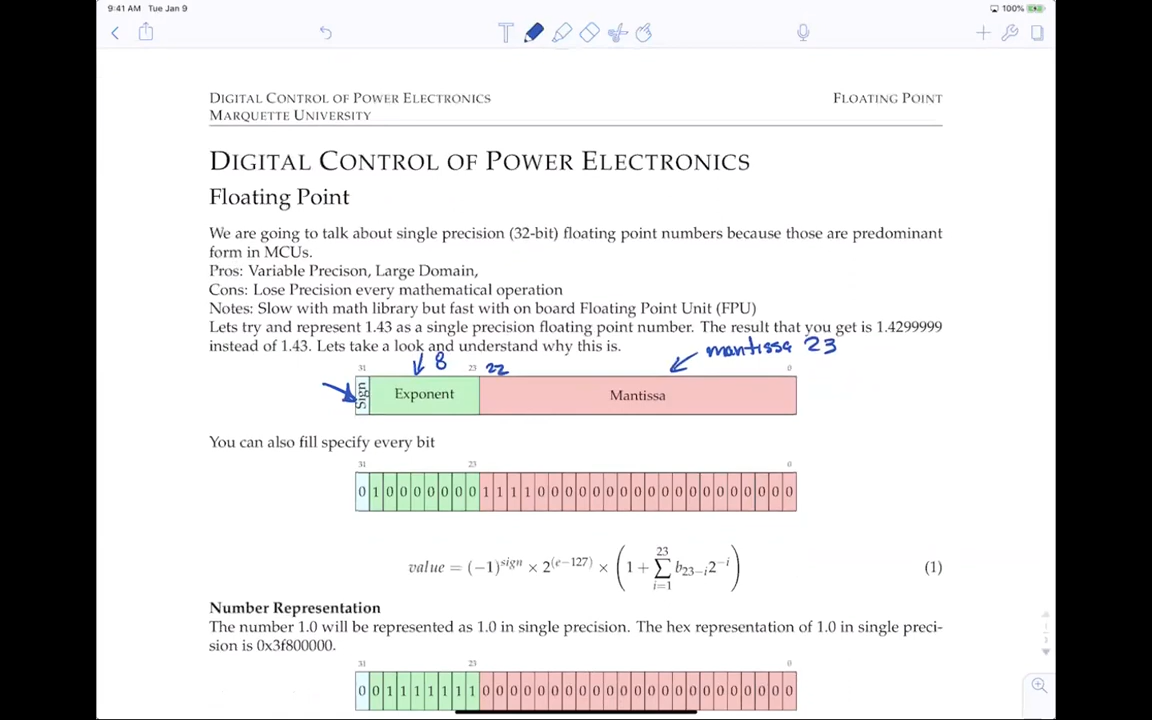 9:41 AM Tue Jan 9
100%
DIGITAL CONTROL OF POWER ELECTRONICS
FLOATING POINT
MARQUETTE UNIVERSITY
DIGITAL CONTROL OF POWER ELECTRONICS
Floating Point
We are going to talk about single precision (32-bit) floating point numbers because those are predominant
form in MCUs.
Pros: Variable Precison, Large Domain,
Cons: Lose Precision every mathematical operation
Notes: Slow with math library but fast with on board Floating Point Unit (FPU)
Lets try and represent 1.43 as a single precision floating point number. The result that you get is 1.4299999
instead of 1.43. Lets take a look and understand why this is.
mantissa 23
31 8 23 22 0
Sign Exponent Mantissa
You can also fill specify every bit
31 23 0
0 1 0 0 0 0 0 0 0 1 1 1 1 0 0 0 0 0 0 0 0 0 0 0 0 0 0 0 0 0 0 0
value = (−1)^sign × 2^(e−127) × (1 + ∑_{i=1}^{23} b_{23−i} 2^{−i}) (1)
Number Representation
The number 1.0 will be represented as 1.0 in single precision. The hex representation of 1.0 in single preci-
sion is 0x3f800000.
31 23 0
0 0 1 1 1 1 1 1 1 0 0 0 0 0 0 0 0 0 0 0 0 0 0 0 0 0 0 0 0 0 0 0